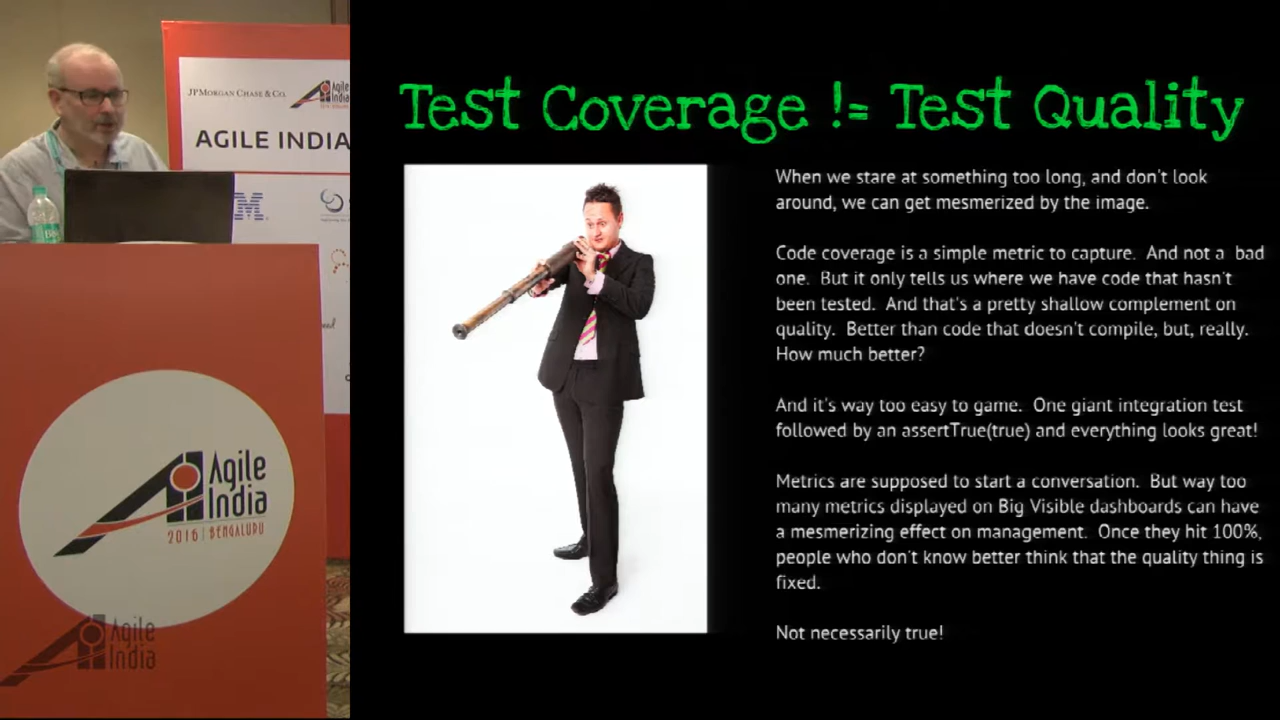 JPMORGAN CHASE & CO.
Agile
India
AGILE INDIA
Test Coverage != Test Quality
When we stare at something too long, and don't look
around, we can get mesmerized by the image.
Code coverage is a simple metric to capture.  And not a  bad
one.  But it only tells us where we have code that hasn't
been tested.  And that's a pretty shallow complement on
quality.  Better than code that doesn't compile, but, really.
How much better?
And it's way too easy to game.  One giant integration test
followed by an assertTrue(true) and everything looks great!
Metrics are supposed to start a conversation.  But way too
many metrics displayed on Big Visible dashboards can have
a mesmerizing effect on management.  Once they hit 100%,
people who don't know better think that the quality thing is
fixed.
Not necessarily true!
Agile
India
2016 | BENGALURU
Agile
India